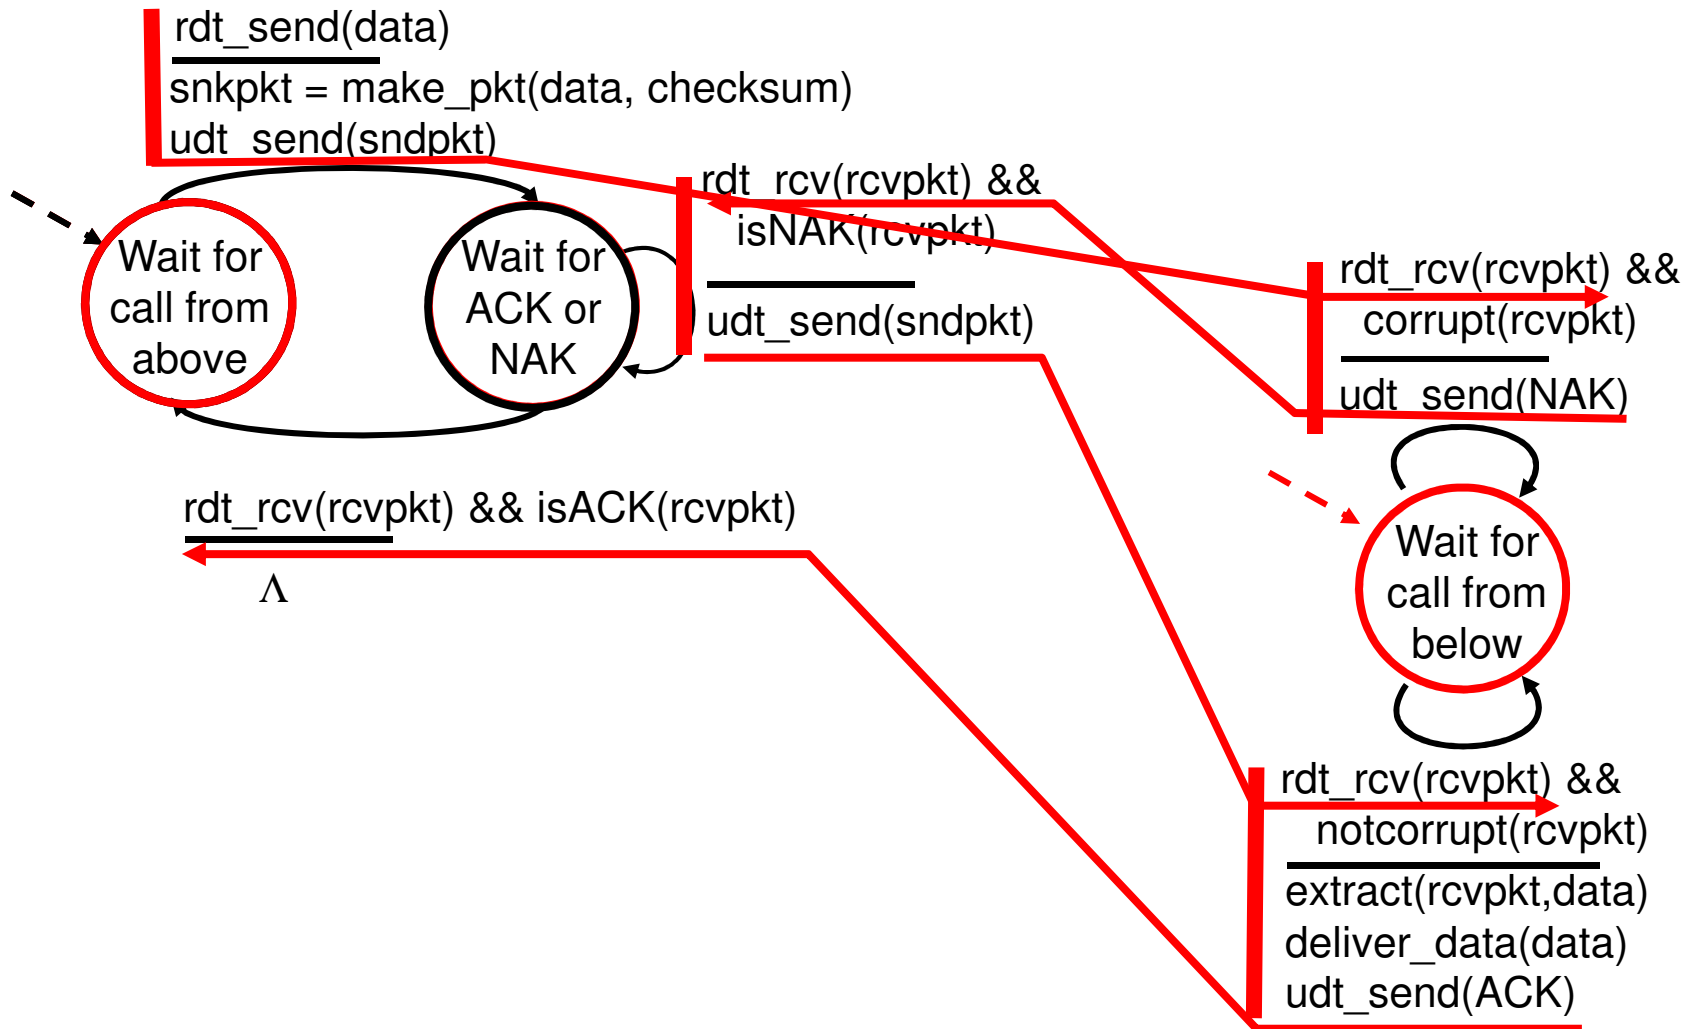 rdt_send(data)
snkpkt = make_pkt(data, checksum)
udt_send(sndpkt)
rdt_rcv(rcvpkt) &&
isNAK(rcvpkt)
udt_send(sndpkt)
Wait for
call from
above
Wait for
ACK or
NAK
rdt_rcv(rcvpkt) && isACK(rcvpkt)
Λ
rdt_rcv(rcvpkt) &&
corrupt(rcvpkt)
udt_send(NAK)
Wait for
call from
below
rdt_rcv(rcvpkt) &&
notcorrupt(rcvpkt)
extract(rcvpkt,data)
deliver_data(data)
udt_send(ACK)